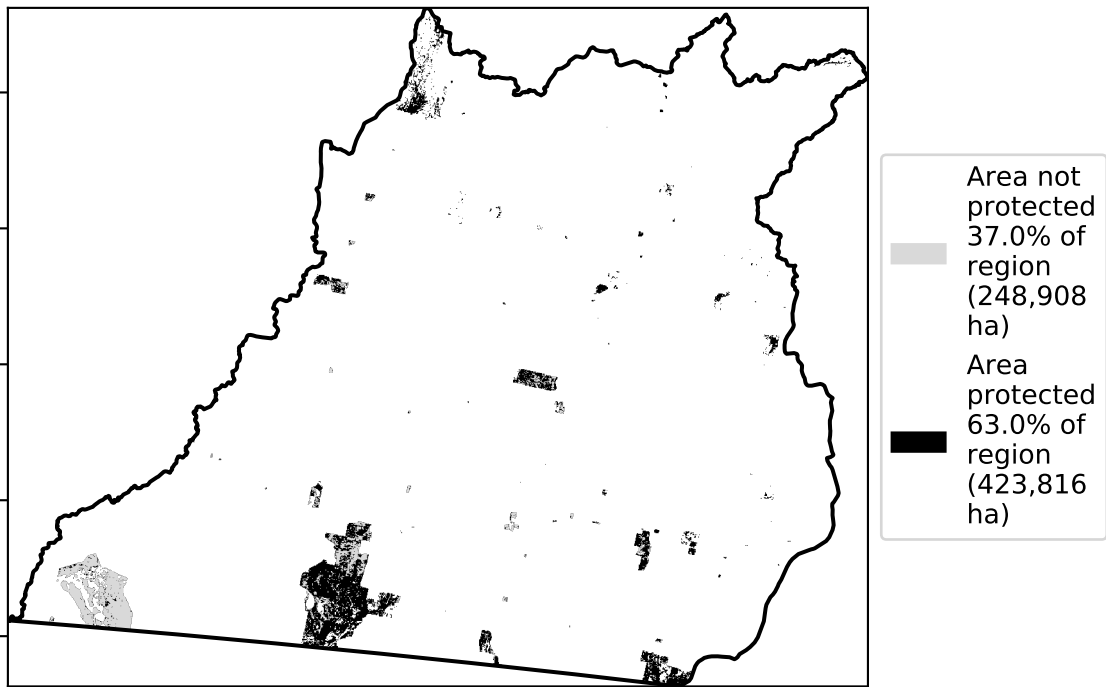 Area not
protected
37.0% of
region
(248,908
ha)
Area
protected
63.0% of
region
(423,816
ha)